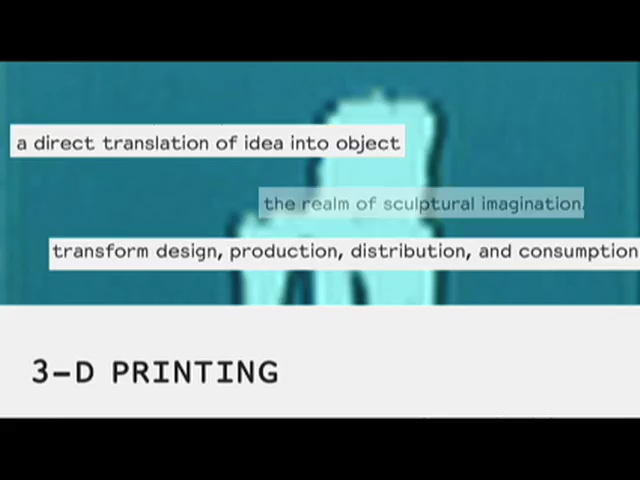 a direct translation of idea into object
the realm of sculptural imagination.
transform design, production, distribution, and consumption
3-D PRINTING